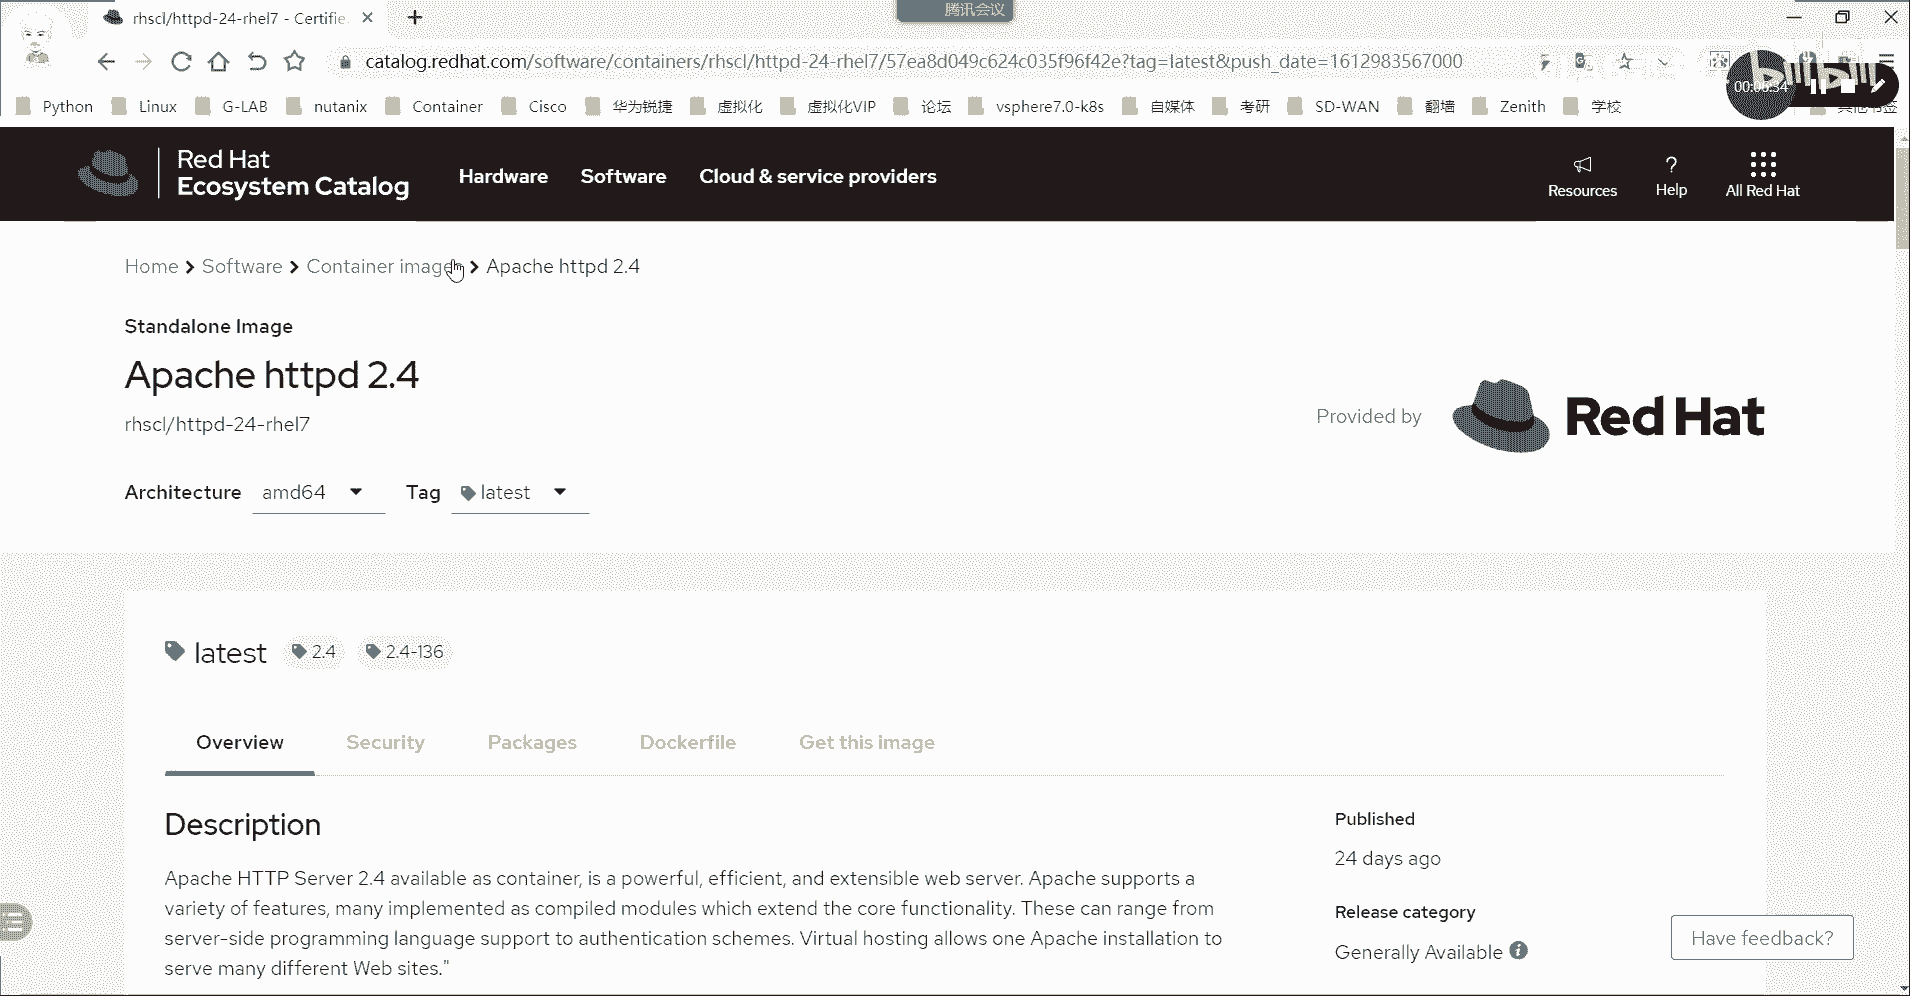 腾讯会议
rhscl/httpd-24-rhel7 - Certifie
catalog.redhat.com/software/containers/rhscl/httpd-24-rhel7/57ea8d049c624c035f96f42e?tag=latest&push_date=1612983567000
00:06:34
bilibili
Python Linux G-LAB nutanix Container Cisco 华为锐捷 虚拟化 虚拟化VIP 论坛 vsphere7.0-k8s 自媒体 考研 SD-WAN 翻墙 Zenith 学校 其他书签
Red Hat
Ecosystem Catalog
Hardware Software Cloud & service providers
Resources Help All Red Hat
Home Software Container image Apache httpd 2.4
Standalone Image
Apache httpd 2.4
rhscl/httpd-24-rhel7
Provided by Red Hat
Architecture amd64 Tag latest
latest 2.4 2.4-136
Overview Security Packages Dockerfile Get this image
Description
Apache HTTP Server 2.4 available as container, is a powerful, efficient, and extensible web server. Apache supports a
variety of features, many implemented as compiled modules which extend the core functionality. These can range from
server-side programming language support to authentication schemes. Virtual hosting allows one Apache installation to
serve many different Web sites."
Published
24 days ago
Release category
Generally Available
Have feedback?